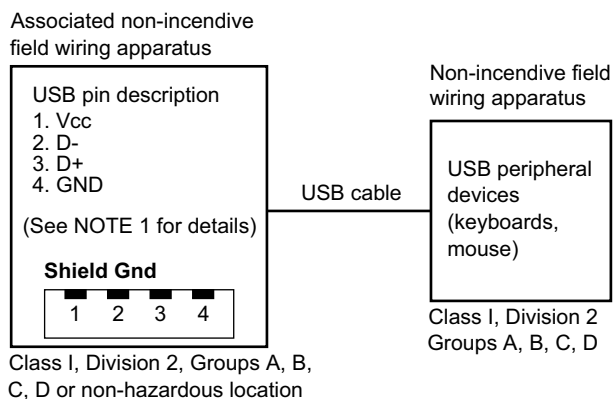 Associated non-incendive
field wiring apparatus
USB pin description
1. Vcc
2. D-
3. D+
4. GND
(See NOTE 1 for details)
Shield Gnd
1 2 3 4
Class I, Division 2, Groups A, B,
C, D or non-hazardous location
USB cable
Non-incendive field
wiring apparatus
USB peripheral
devices
(keyboards,
mouse)
Class I, Division 2
Groups A, B, C, D